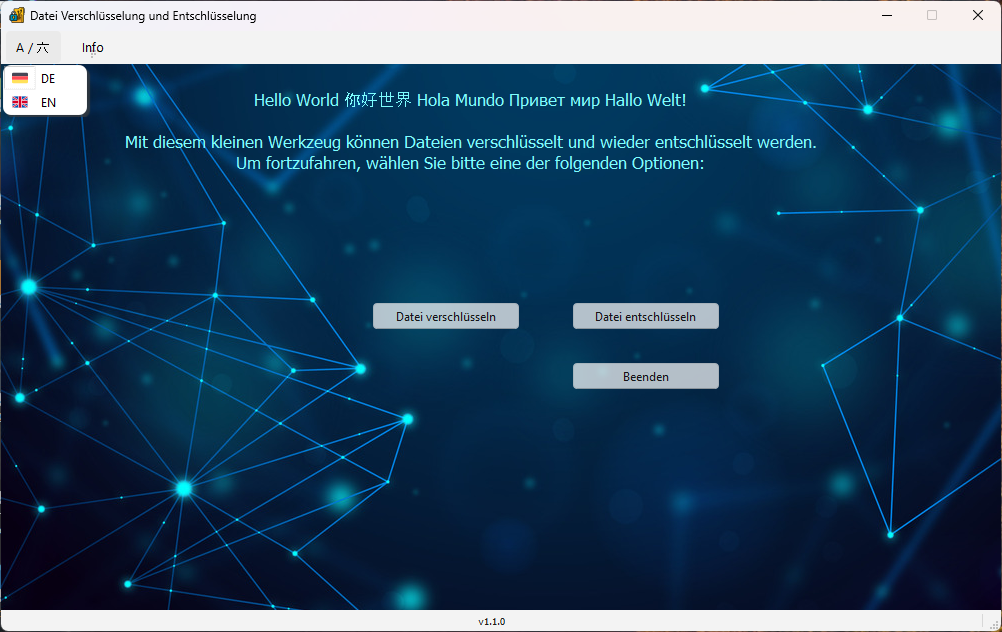 Datei Verschlüsselung und Entschlüsselung
A / 六 Info
DE
EN
Hello World 你好世界 Hola Mundo Привет мир Hallo Welt!
Mit diesem kleinen Werkzeug können Dateien verschlüsselt und wieder entschlüsselt werden.
Um fortzufahren, wählen Sie bitte eine der folgenden Optionen:
Datei verschlüsseln Datei entschlüsseln
Beenden
v1.1.0